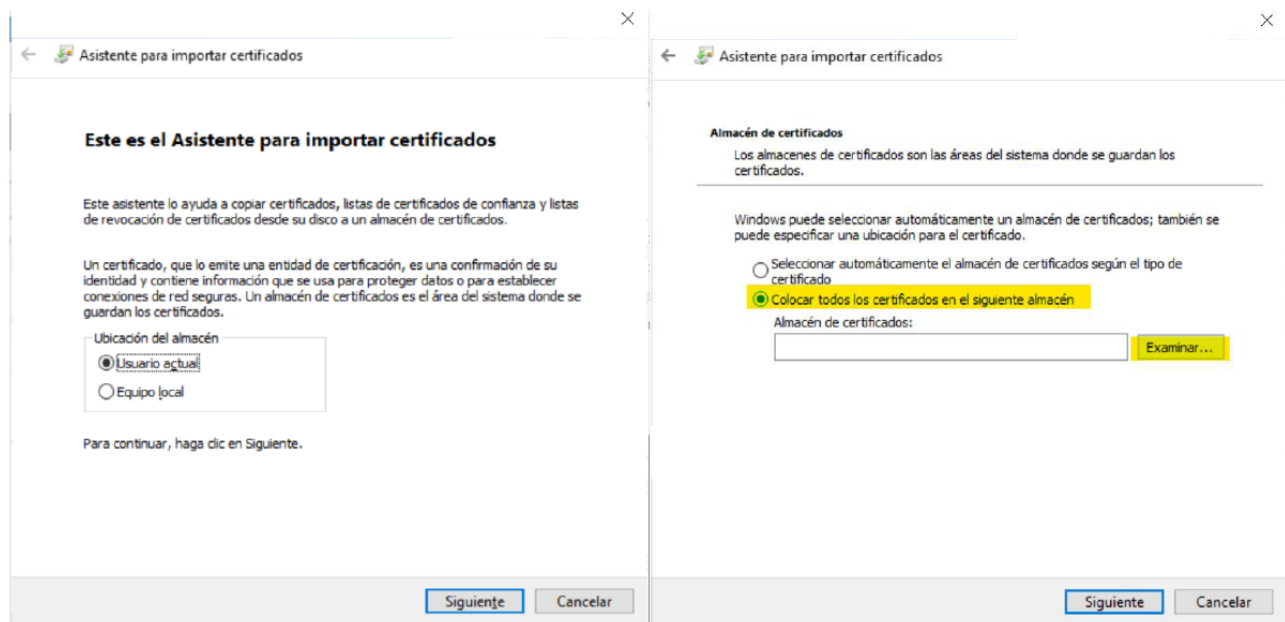 Asistente para importar certificados
Este es el Asistente para importar certificados
Este asistente lo ayuda a copiar certificados, listas de certificados de confianza y listas
de revocación de certificados desde su disco a un almacén de certificados.
Un certificado, que lo emite una entidad de certificación, es una confirmación de su
identidad y contiene información que se usa para proteger datos o para establecer
conexiones de red seguras. Un almacén de certificados es el área del sistema donde se
guardan los certificados.
Ubicación del almacén
Usuario actual
Equipo local
Para continuar, haga clic en Siguiente.
Siguiente
Cancelar
Asistente para importar certificados
Almacén de certificados
Los almacenes de certificados son las áreas del sistema donde se guardan los
certificados.
Windows puede seleccionar automáticamente un almacén de certificados; también se
puede especificar una ubicación para el certificado.
Seleccionar automáticamente el almacén de certificados según el tipo de
certificado
Colocar todos los certificados en el siguiente almacén
Almacén de certificados:
Examinar...
Siguiente
Cancelar